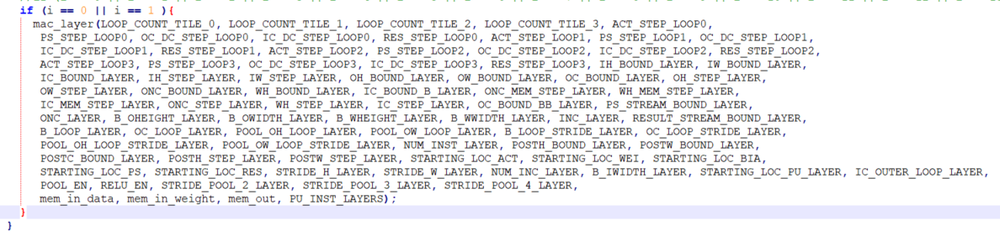 if (i == 0 || i == 1 ){
mac_layer(LOOP_COUNT_TILE_0, LOOP_COUNT_TILE_1, LOOP_COUNT_TILE_2, LOOP_COUNT_TILE_3, ACT_STEP_LOOP0,
PS_STEP_LOOP0, OC_DC_STEP_LOOP0, IC_DC_STEP_LOOP0, RES_STEP_LOOP0, ACT_STEP_LOOP1, PS_STEP_LOOP1, OC_DC_STEP_LOOP1,
IC_DC_STEP_LOOP1, RES_STEP_LOOP1, ACT_STEP_LOOP2, PS_STEP_LOOP2, OC_DC_STEP_LOOP2, IC_DC_STEP_LOOP2, RES_STEP_LOOP2,
ACT_STEP_LOOP3, PS_STEP_LOOP3, OC_DC_STEP_LOOP3, IC_DC_STEP_LOOP3, RES_STEP_LOOP3, IH_BOUND_LAYER, IW_BOUND_LAYER,
IC_BOUND_LAYER, IH_STEP_LAYER, IW_STEP_LAYER, OH_BOUND_LAYER, OW_BOUND_LAYER, OC_BOUND_LAYER, OH_STEP_LAYER,
OW_STEP_LAYER, ONC_BOUND_LAYER, WH_BOUND_LAYER, IC_BOUND_B_LAYER, ONC_MEM_STEP_LAYER, WH_MEM_STEP_LAYER,
IC_MEM_STEP_LAYER, ONC_STEP_LAYER, WH_STEP_LAYER, IC_STEP_LAYER, OC_BOUND_BB_LAYER, PS_STREAM_BOUND_LAYER,
ONC_LAYER, B_OHEIGHT_LAYER, B_OWIDTH_LAYER, B_WHEIGHT_LAYER, B_WWIDTH_LAYER, INC_LAYER, RESULT_STREAM_BOUND_LAYER,
B_LOOP_LAYER, OC_LOOP_LAYER, POOL_OH_LOOP_LAYER, POOL_OW_LOOP_LAYER, B_LOOP_STRIDE_LAYER, OC_LOOP_STRIDE_LAYER,
POOL_OH_LOOP_STRIDE_LAYER, POOL_OW_LOOP_STRIDE_LAYER, NUM_INST_LAYER, POSTH_BOUND_LAYER, POSTW_BOUND_LAYER,
POSTC_BOUND_LAYER, POSTH_STEP_LAYER, POSTW_STEP_LAYER, STARTING_LOC_ACT, STARTING_LOC_WEI, STARTING_LOC_BIA,
STARTING_LOC_PS, STARTING_LOC_RES, STRIDE_H_LAYER, STRIDE_W_LAYER, NUM_INC_LAYER, B_IWIDTH_LAYER, STARTING_LOC_PU_LAYER, IC_OUTER_LOOP_LAYER,
POOL_EN, RELU_EN, STRIDE_POOL_2_LAYER, STRIDE_POOL_3_LAYER, STRIDE_POOL_4_LAYER,
mem_in_data, mem_in_weight, mem_out, PU_INST_LAYERS);
}
}